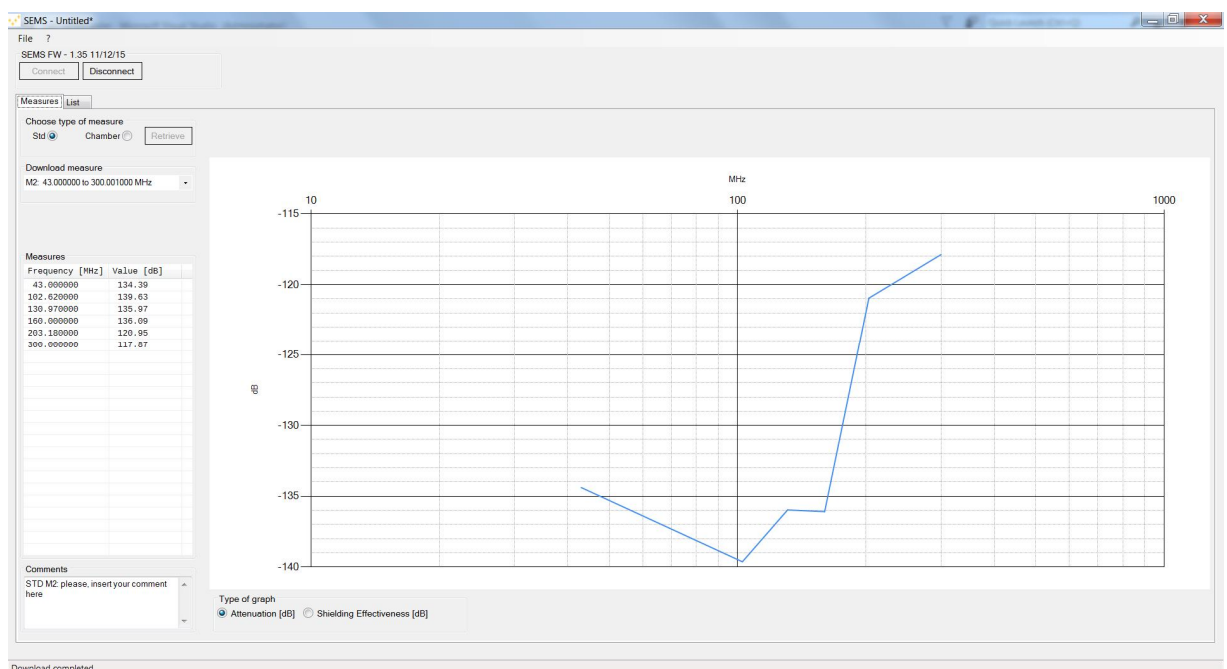 SEMS - Untitled*
File ?
SEMS FW - 1.35 11/12/15
Connect Disconnect
Measures List
Choose type of measure
Std Chamber Retrieve
Download measure
M2: 43.000000 to 300.001000 MHz
Measures
Frequency [MHz] Value [dB]
43.000000 134.39
102.620000 139.63
130.970000 135.97
160.000000 136.09
203.180000 120.95
300.000000 117.87
Comments
STD M2: please, insert your comment
here
MHz
10 100 1000
-115
-120
-125
dB
-130
-135
-140
Type of graph
Attenuation [dB] Shielding Effectiveness [dB]
Download completed